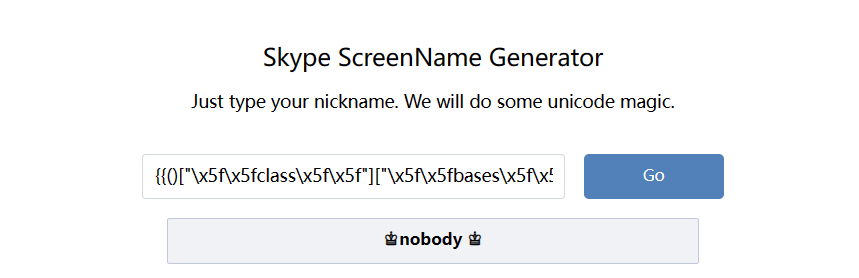 Skype ScreenName Generator
Just type your nickname. We will do some unicode magic.
{{()["\x5f\x5fclass\x5f\x5f"]["\x5f\x5fbases\x5f\x5
Go
♔nobody ♔